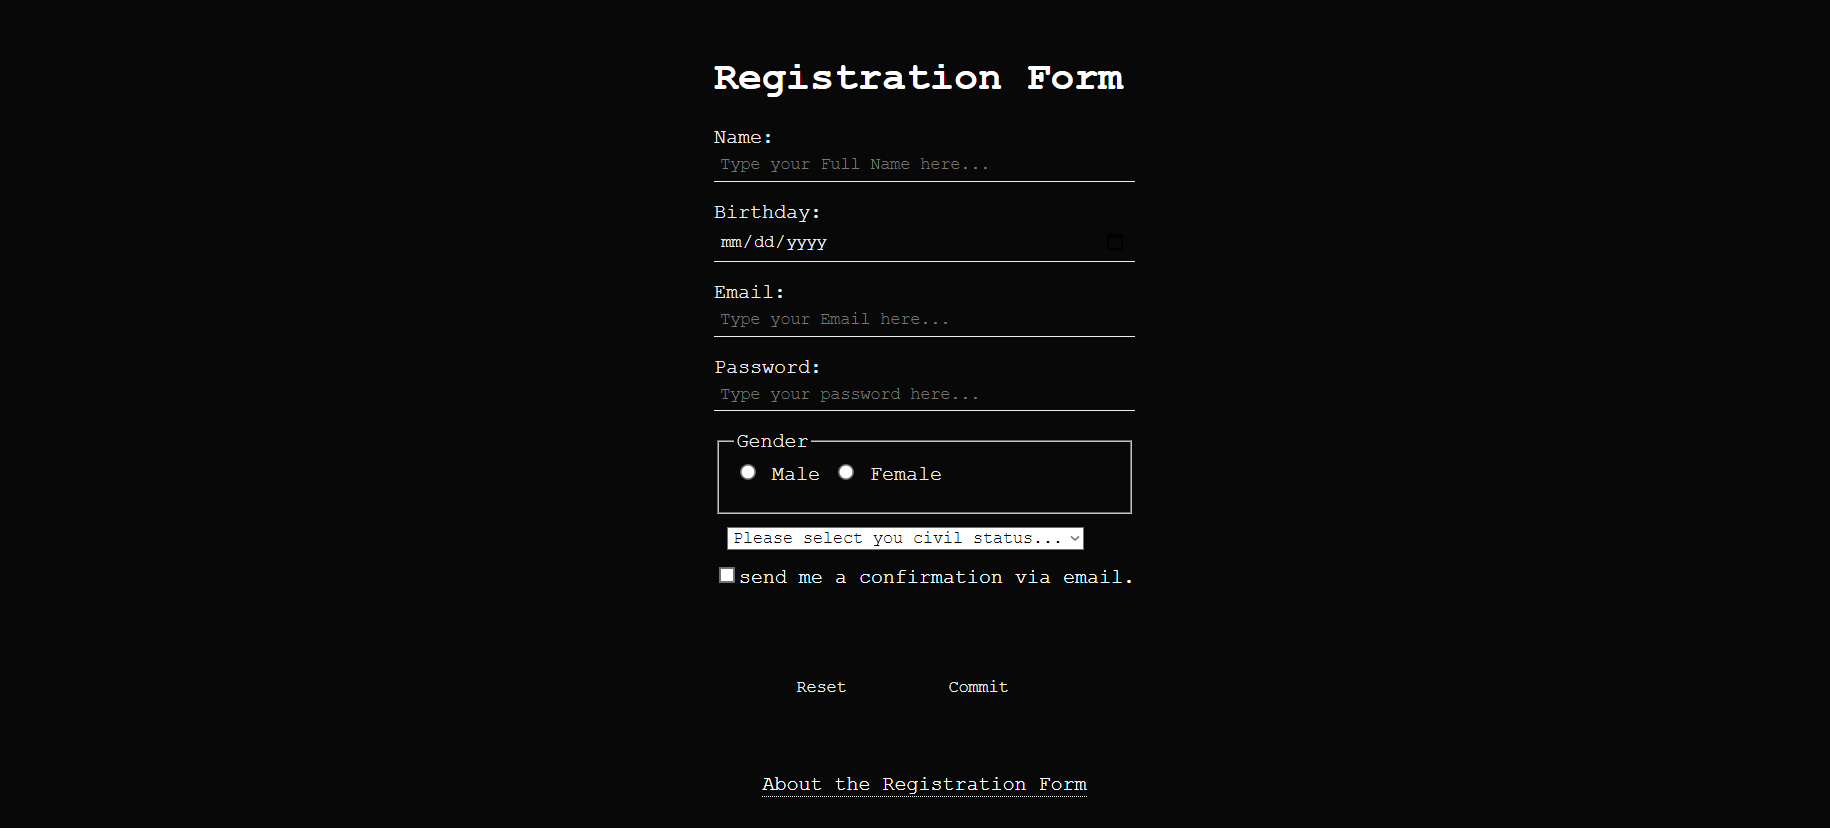 Registration Form
Name:
Type your Full Name here...
Birthday:
mm/dd/yyyy
Email:
Type your Email here...
Password:
Type your password here...
Gender
Male Female
Please select you civil status...
send me a confirmation via email.
Reset Commit
About the Registration Form